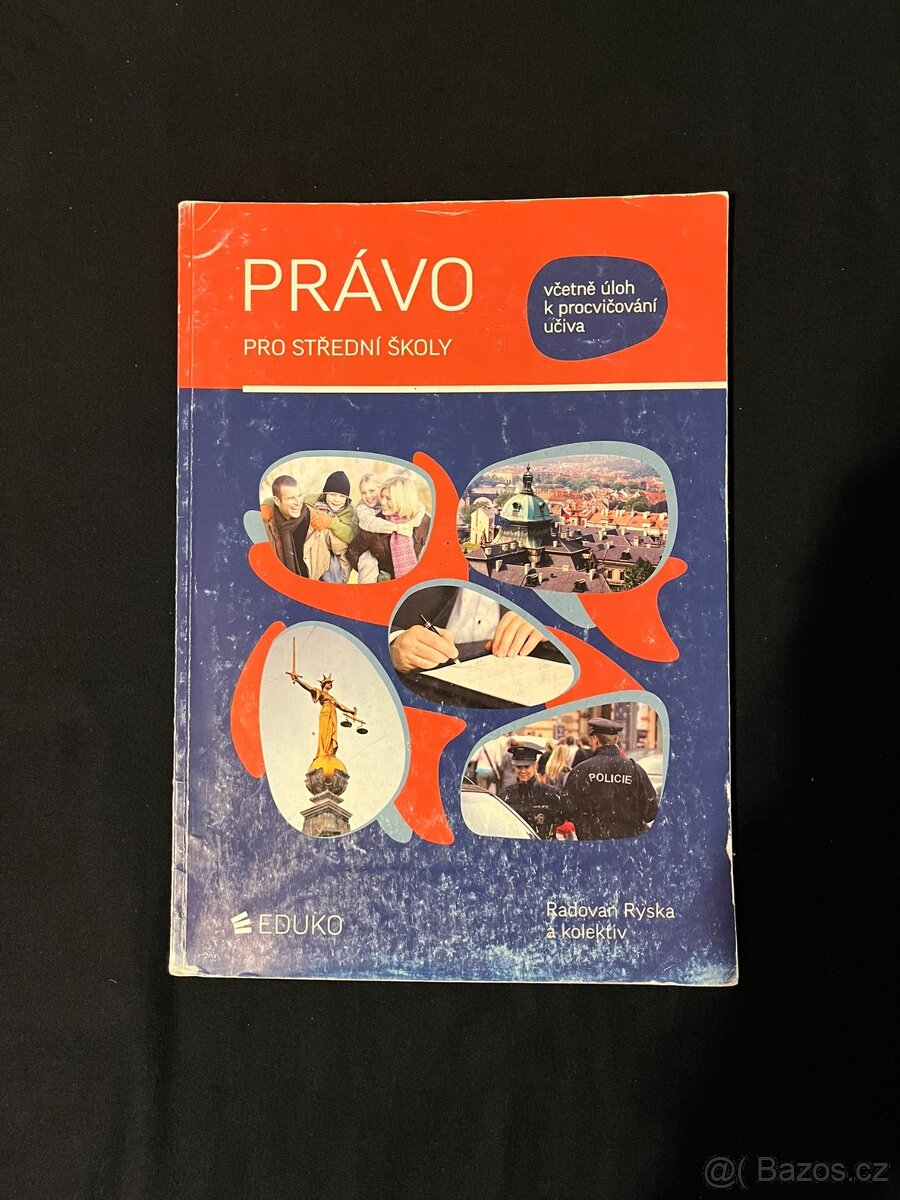 PRÁVO
PRO STŘEDNÍ ŠKOLY
včetně úloh
k procvičování
učiva
POLICIE
EDUKO
Radovan Ryska
a kolektiv
@( Bazos.cz